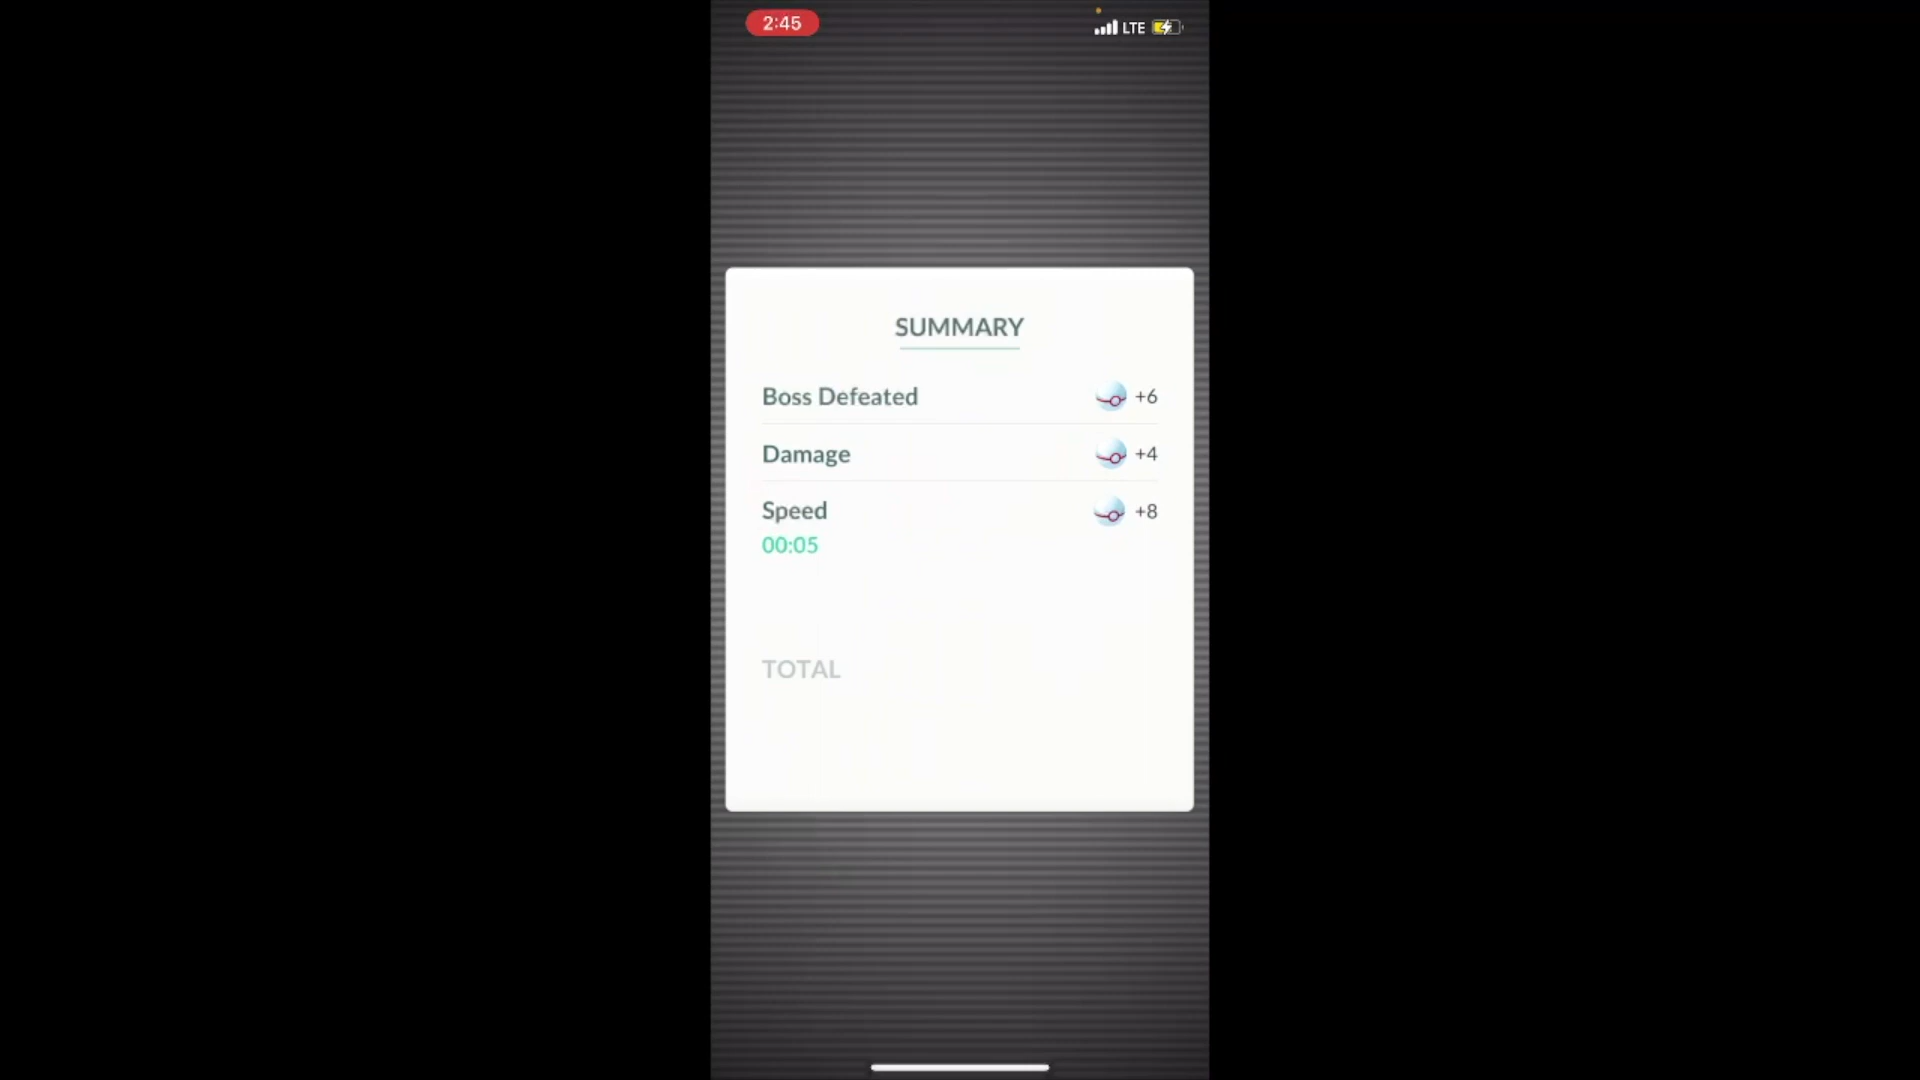 2:45
LTE
SUMMARY
Boss Defeated +6
Damage +4
Speed +8
00:05
TOTAL